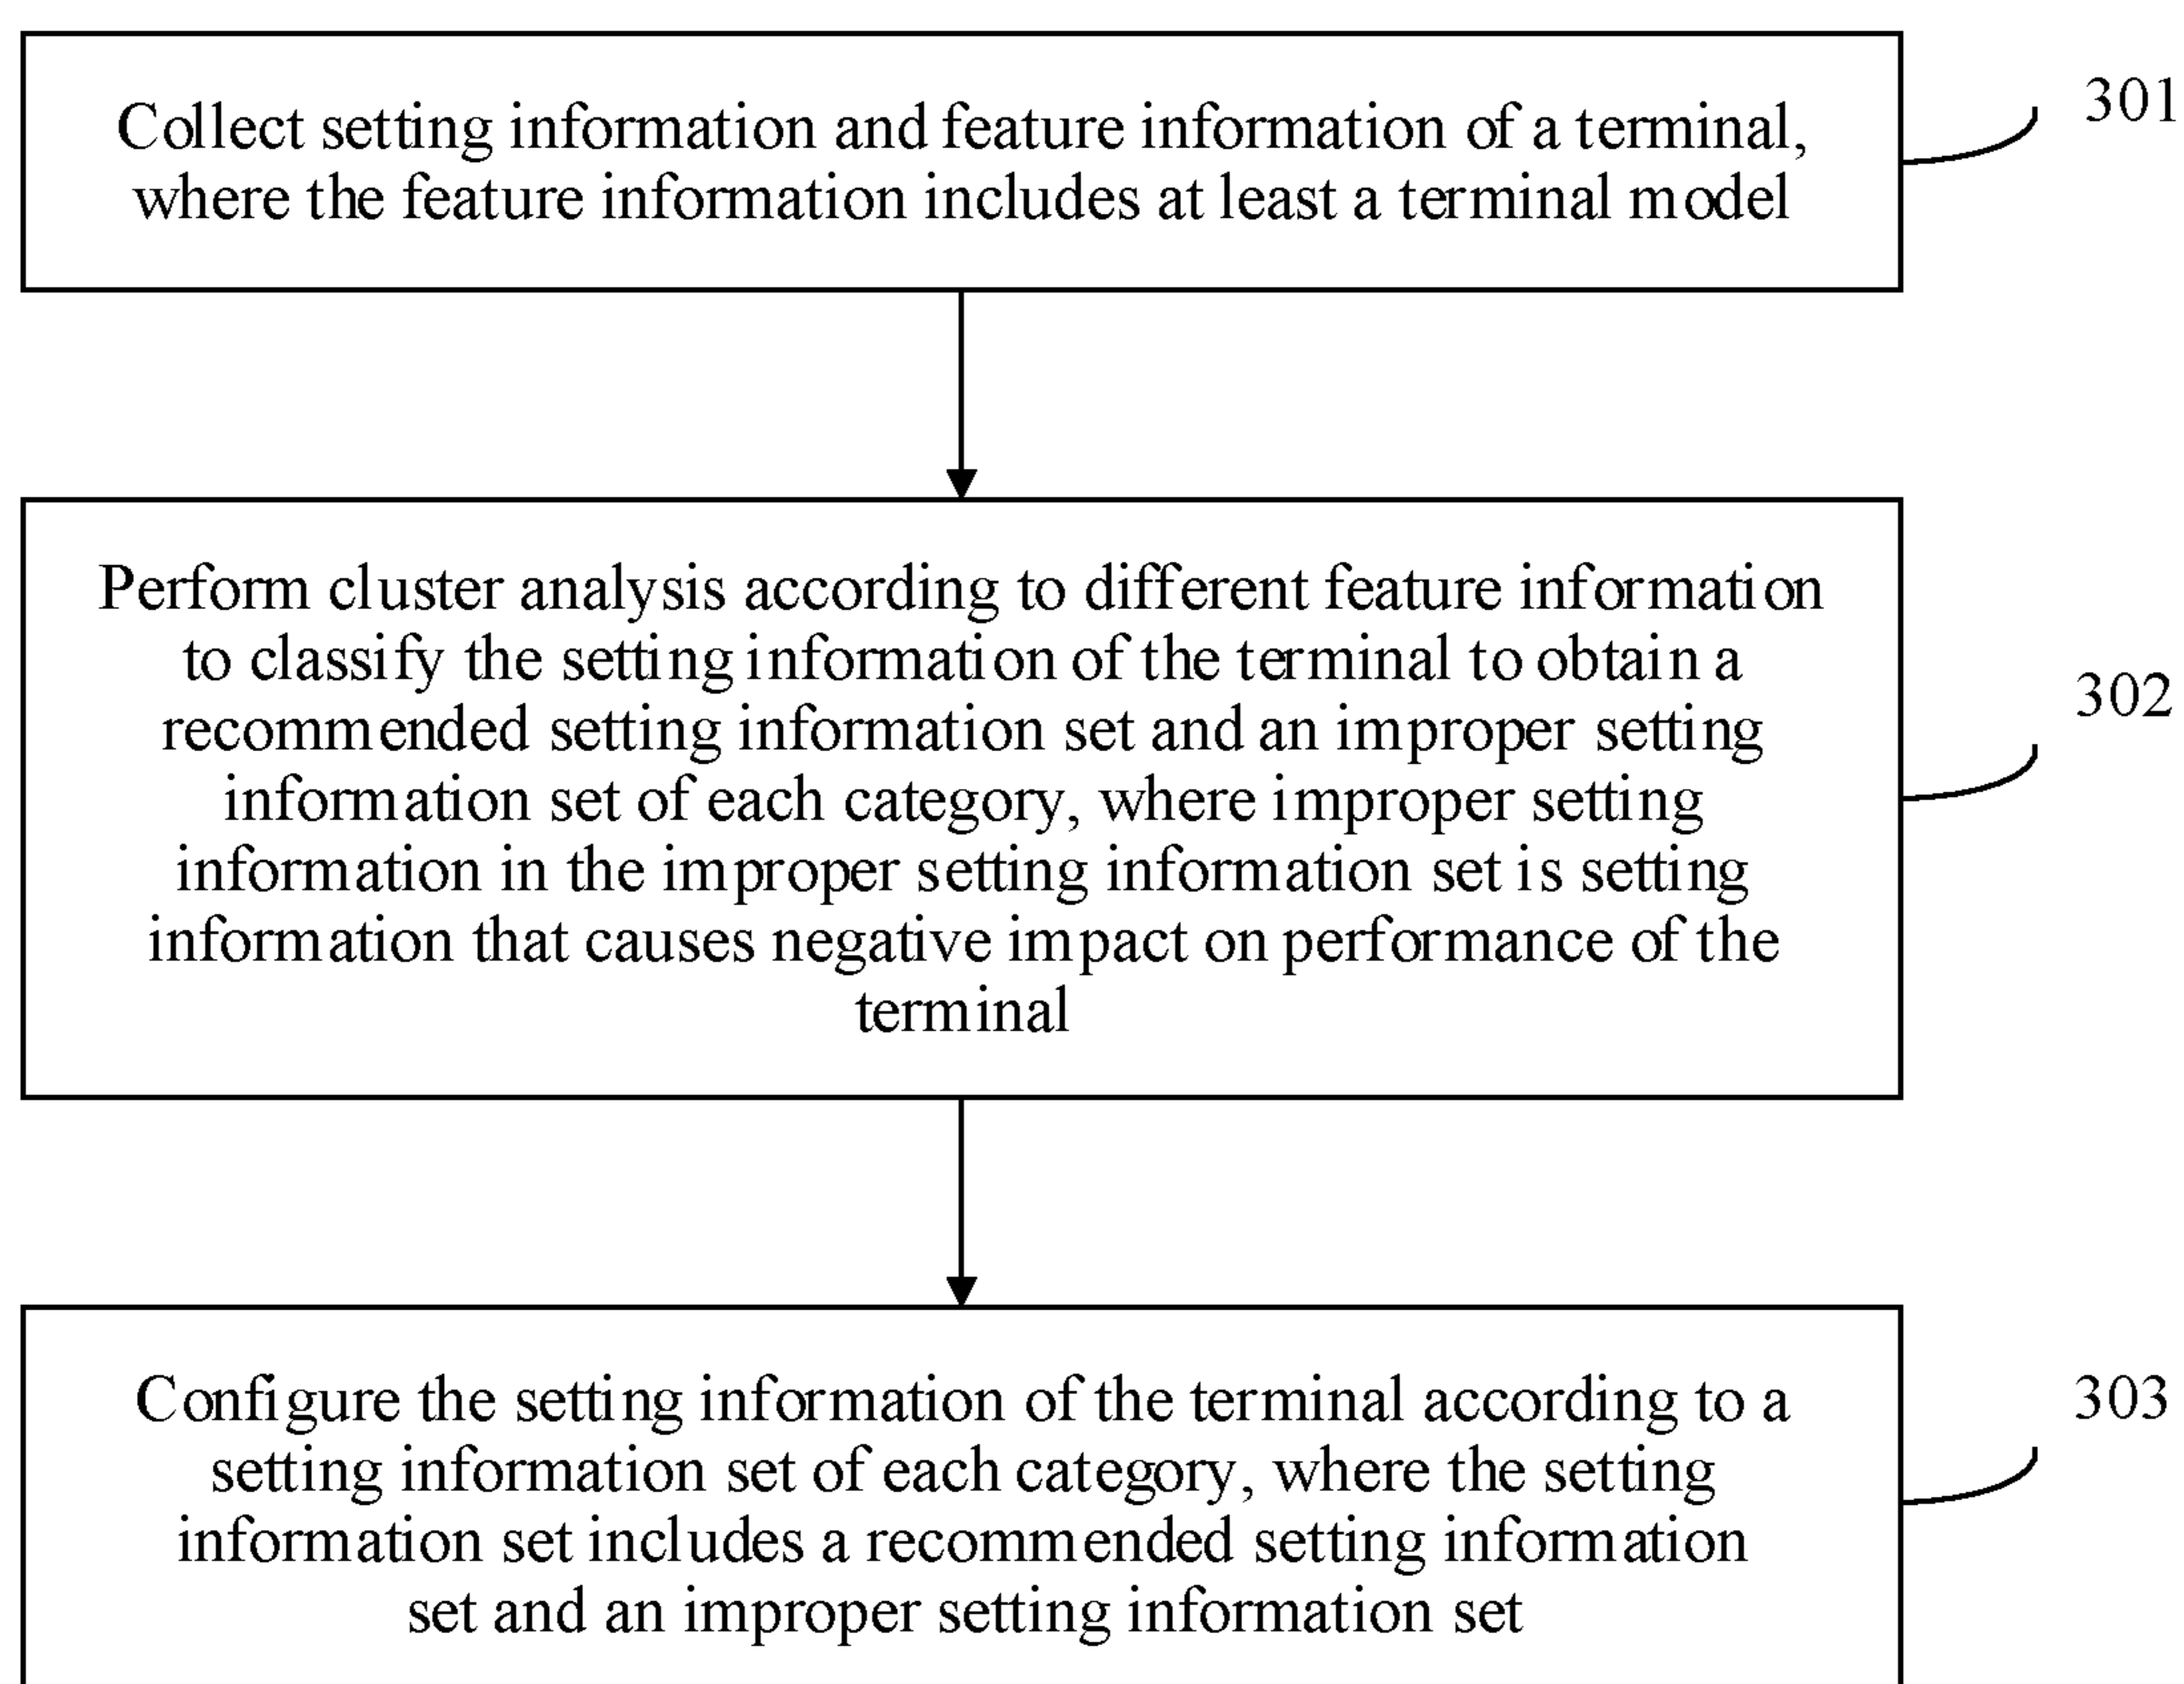 Collect setting information and feature information of a terminal,
where the feature information includes at least a terminal model
301
Perform cluster analysis according to different feature information
to classify the setting information of the terminal to obtain a
recommended setting information set and an improper setting
information set of each category, where improper setting
information in the improper setting information set is setting
information that causes negative impact on performance of the
terminal
302
Configure the setting information of the terminal according to a
setting information set of each category, where the setting
information set includes a recommended setting information
set and an improper setting information set
303